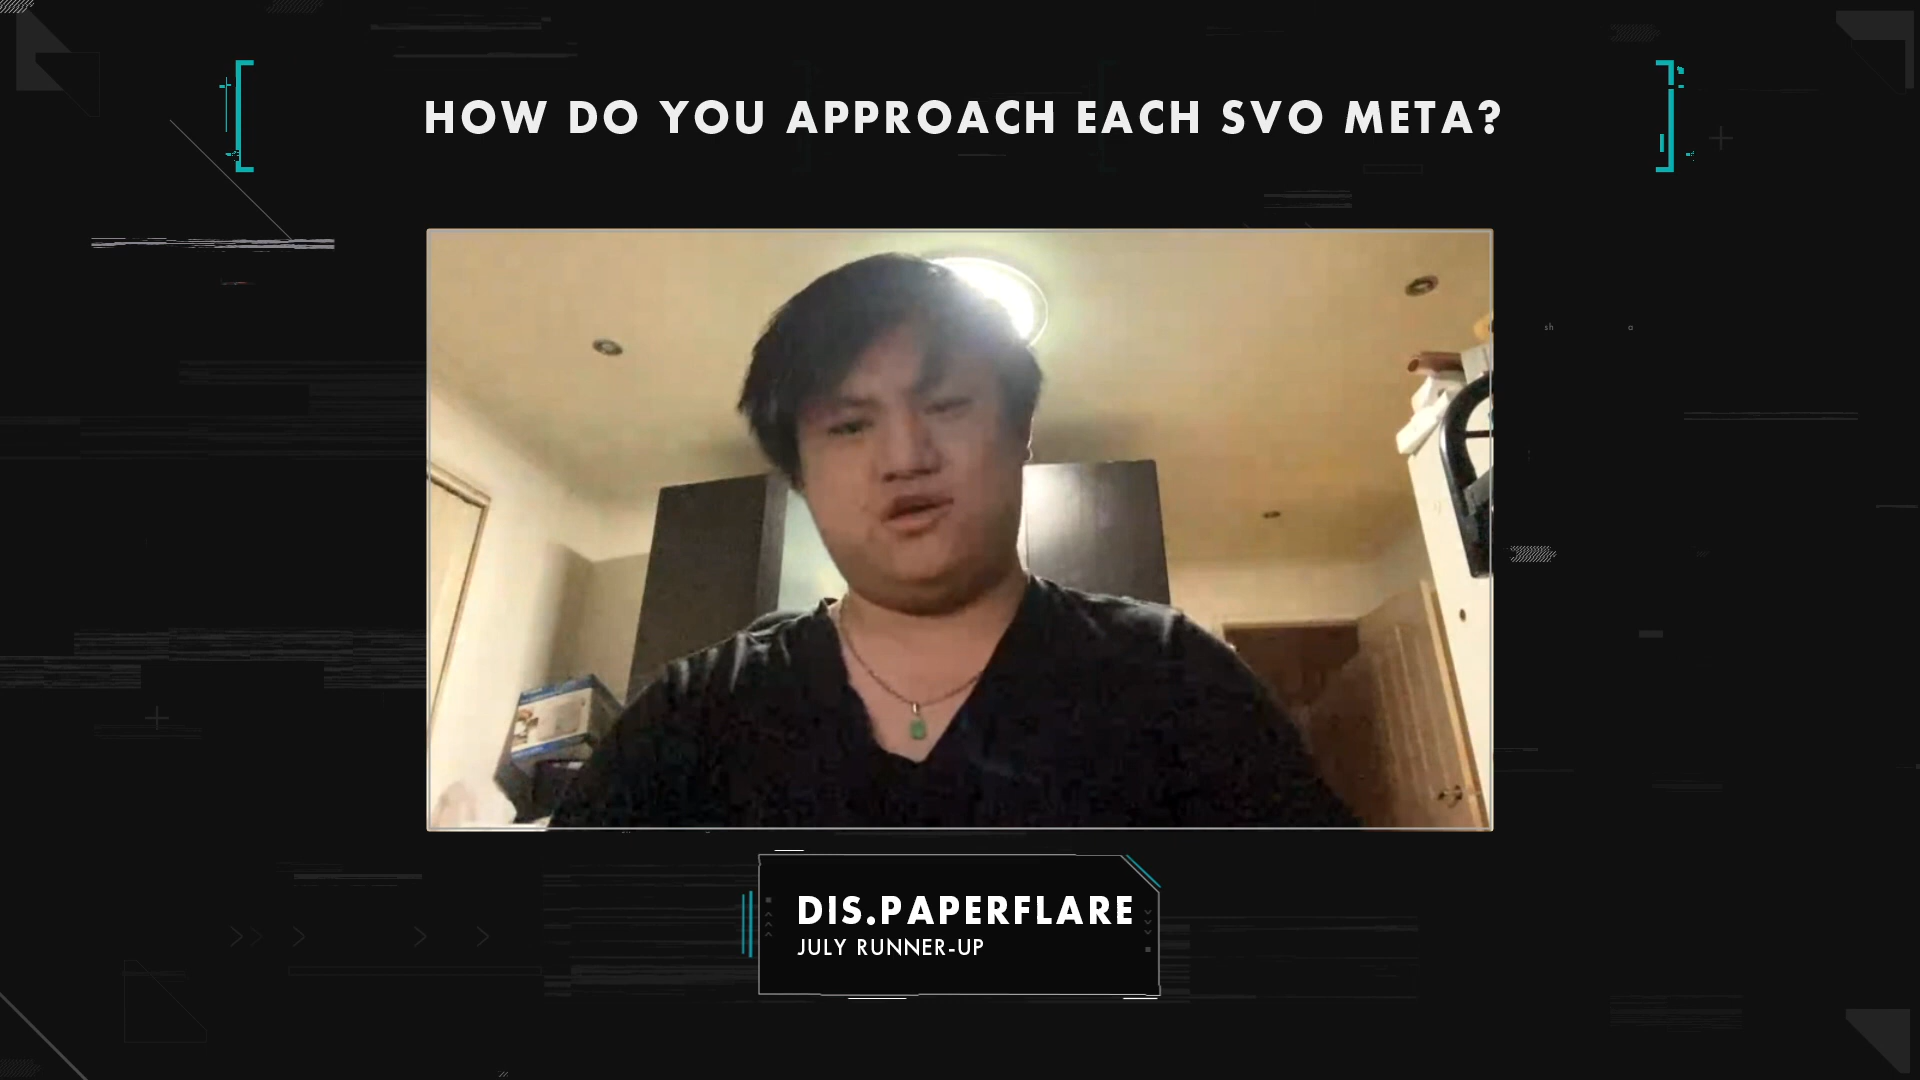 HOW DO YOU APPROACH EACH SVO META?
DIS.PAPERFLARE
JULY RUNNER-UP